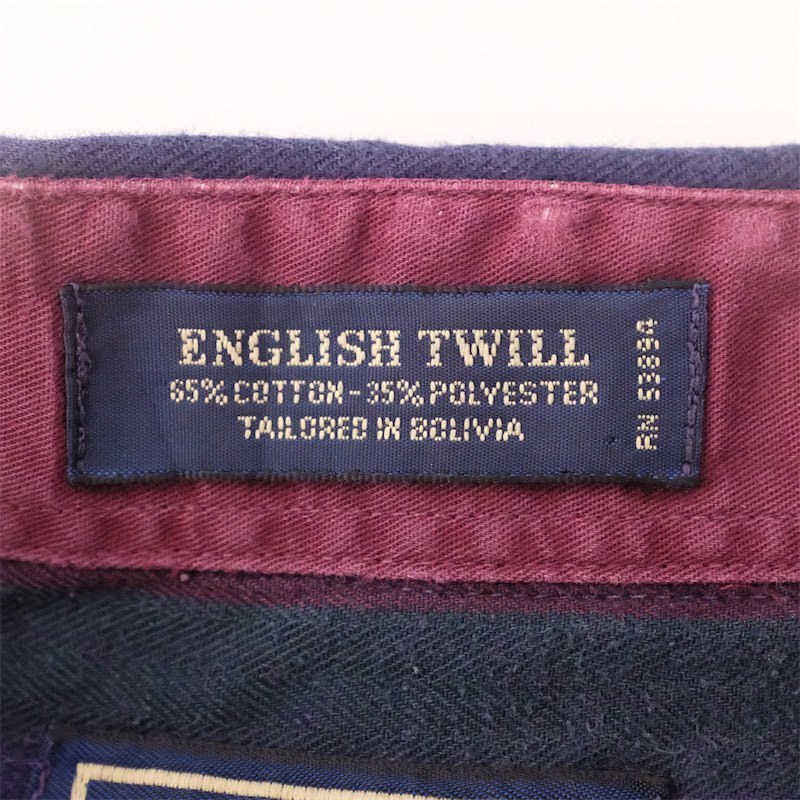 ENGLISH TWILL
65% COTTON - 35% POLYESTER
TAILORED IN BOLIVIA
RN 53894